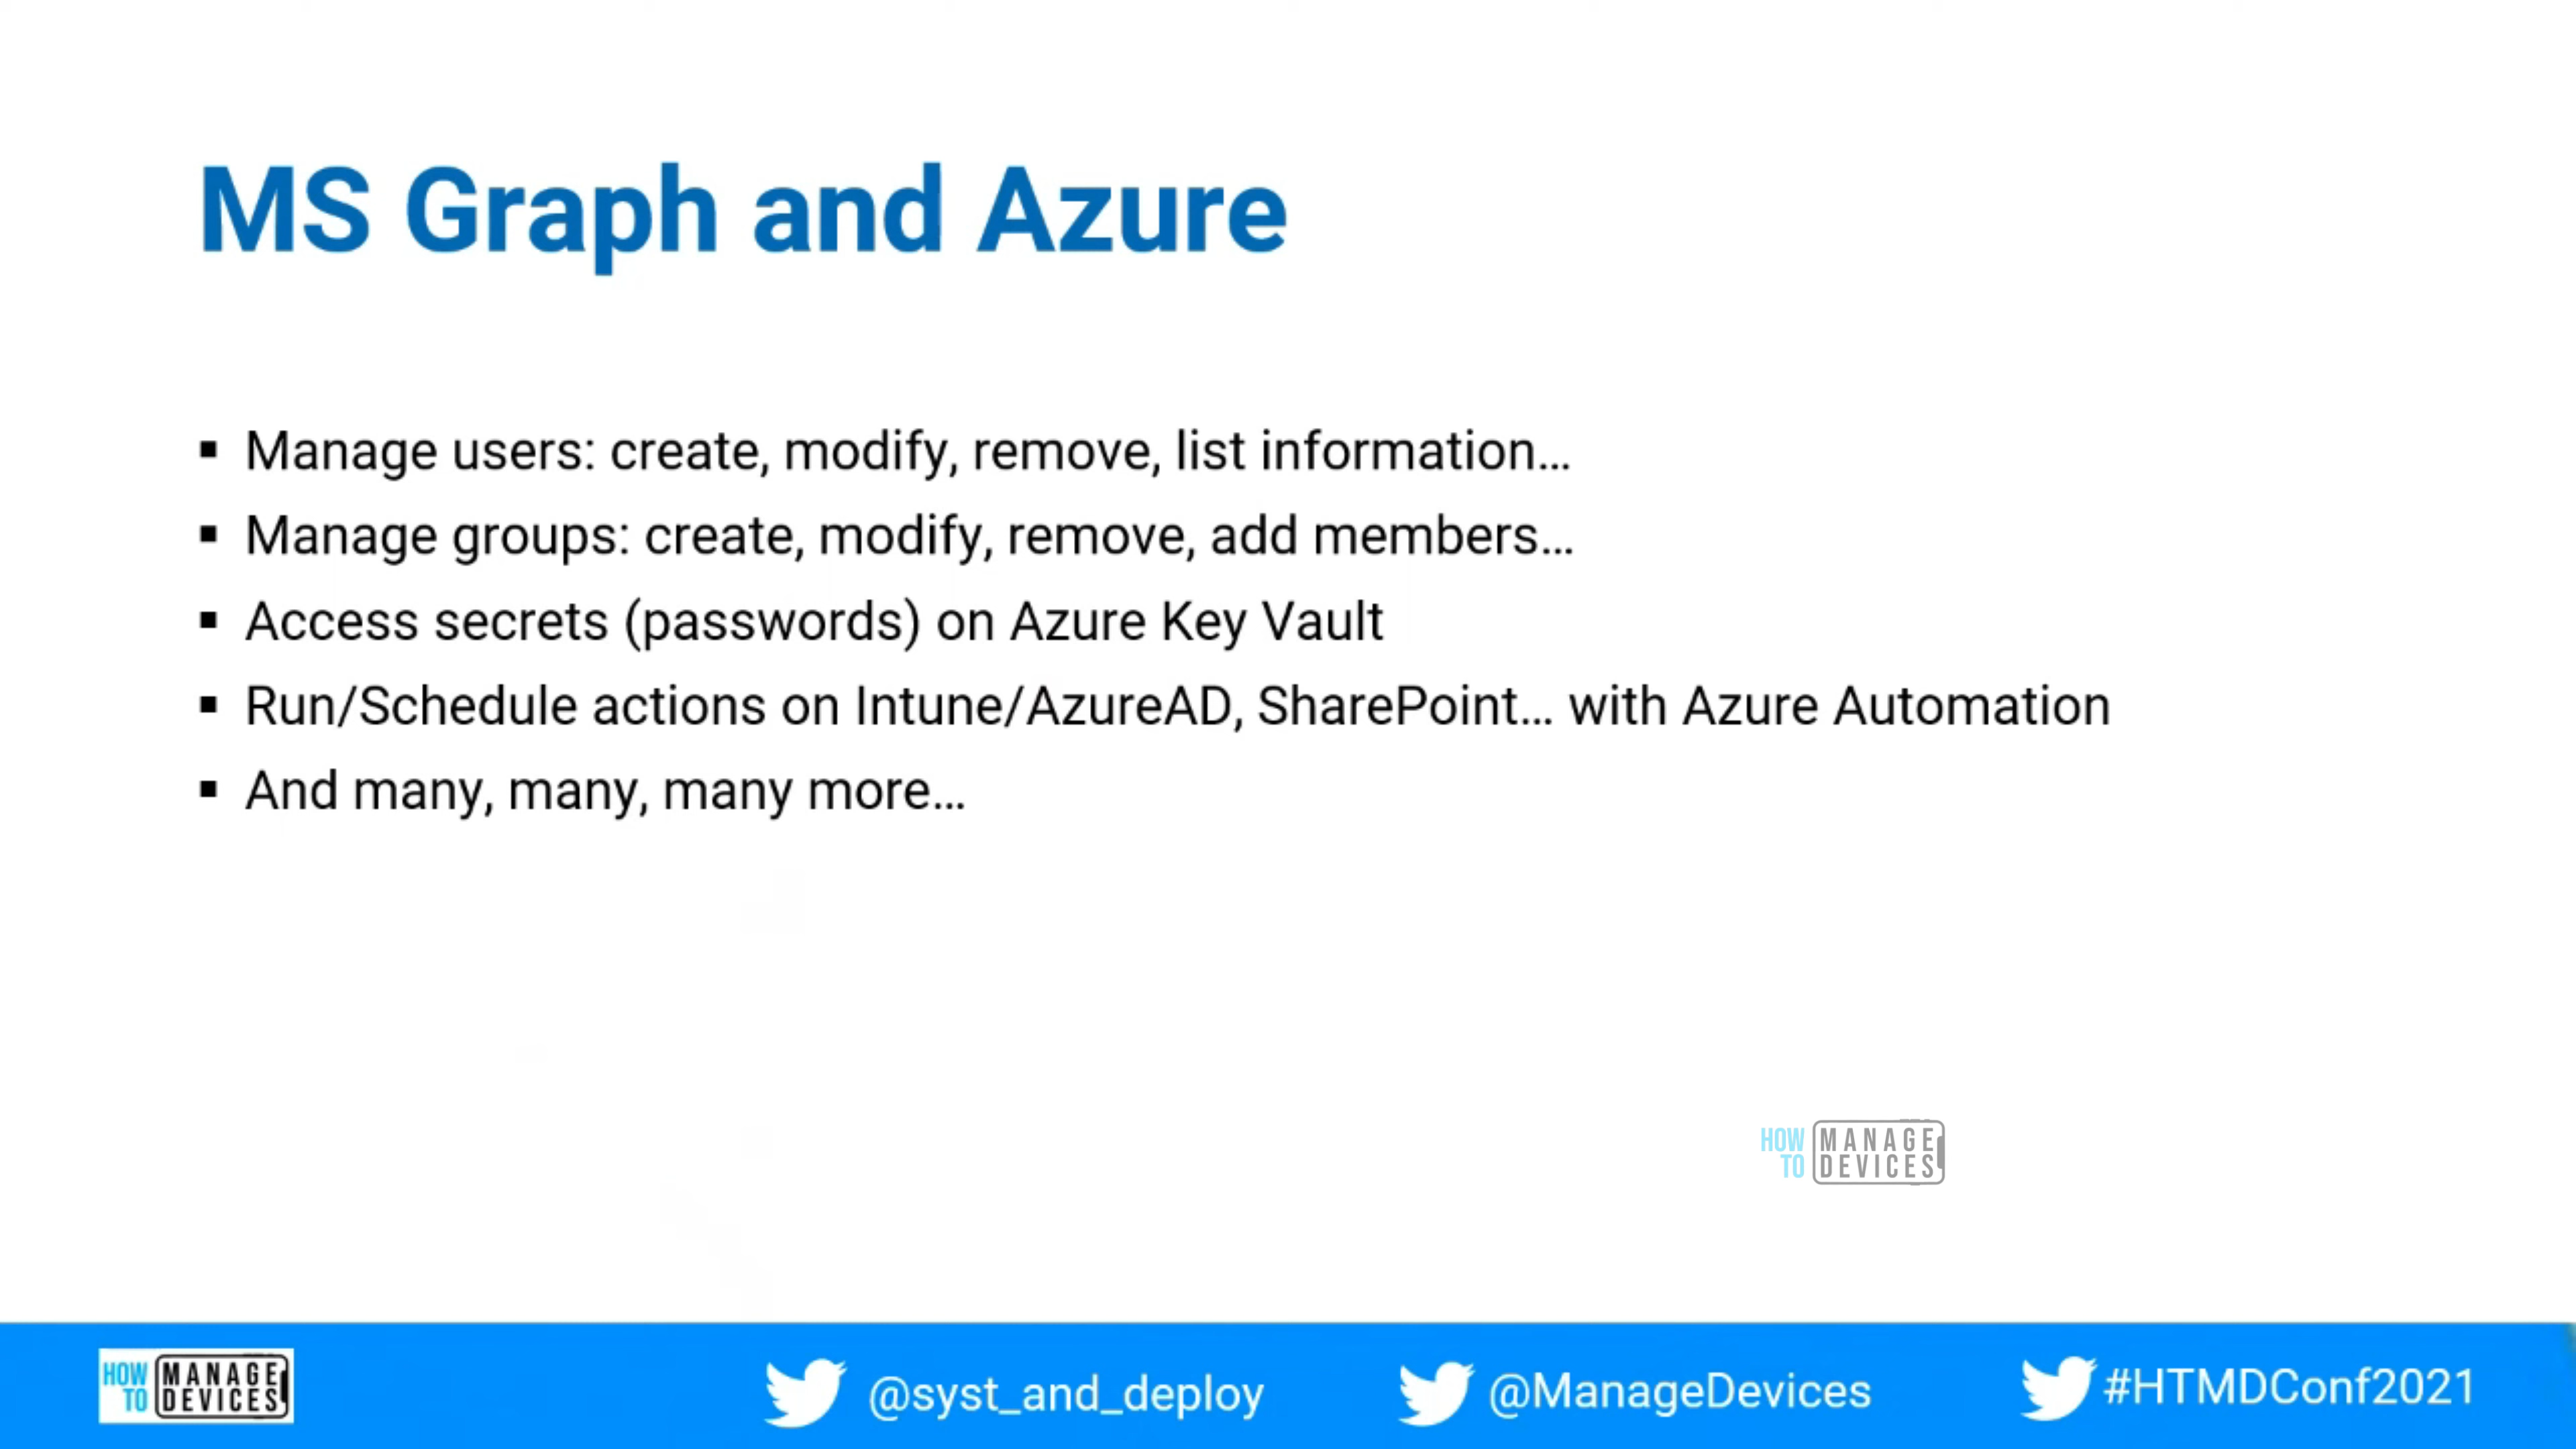 MS Graph and Azure
▪ Manage users: create, modify, remove, list information…
▪ Manage groups: create, modify, remove, add members…
▪ Access secrets (passwords) on Azure Key Vault
▪ Run/Schedule actions on Intune/AzureAD, SharePoint… with Azure Automation
▪ And many, many, many more…
HOW MANAGE
TO DEVICES
HOW MANAGE
TO DEVICES
@syst_and_deploy
@ManageDevices
#HTMDConf2021